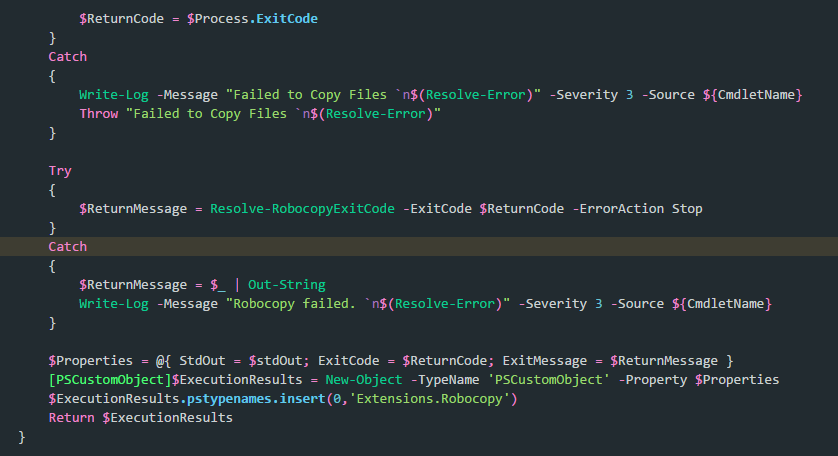 $ReturnCode = $Process.ExitCode
}
Catch
{
Write-Log -Message "Failed to Copy Files `n$(Resolve-Error)" -Severity 3 -Source ${CmdletName}
Throw "Failed to Copy Files `n$(Resolve-Error)"
}
Try
{
$ReturnMessage = Resolve-RobocopyExitCode -ExitCode $ReturnCode -ErrorAction Stop
}
Catch
{
$ReturnMessage = $_ | Out-String
Write-Log -Message "Robocopy failed. `n$(Resolve-Error)" -Severity 3 -Source ${CmdletName}
}
$Properties = @{ StdOut = $stdOut; ExitCode = $ReturnCode; ExitMessage = $ReturnMessage }
[PSCustomObject]$ExecutionResults = New-Object -TypeName 'PSCustomObject' -Property $Properties
$ExecutionResults.pstypenames.insert(0,'Extensions.Robocopy')
Return $ExecutionResults
}